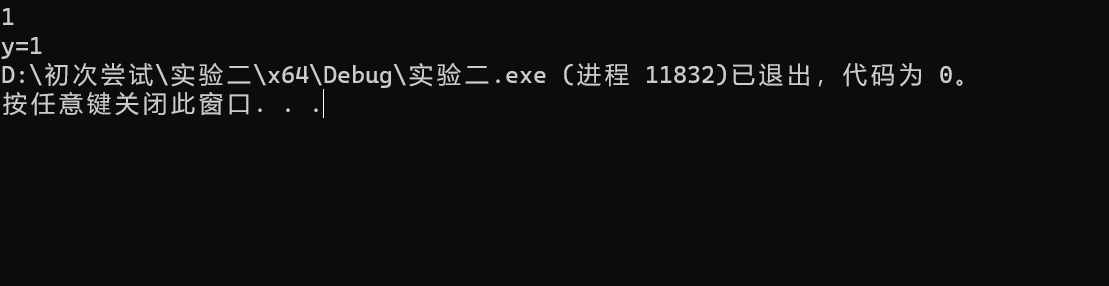 1
y=1
D:\初次尝试\实验二\x64\Debug\实验二.exe (进程 11832)已退出，代码为 0。
按任意键关闭此窗口. . .